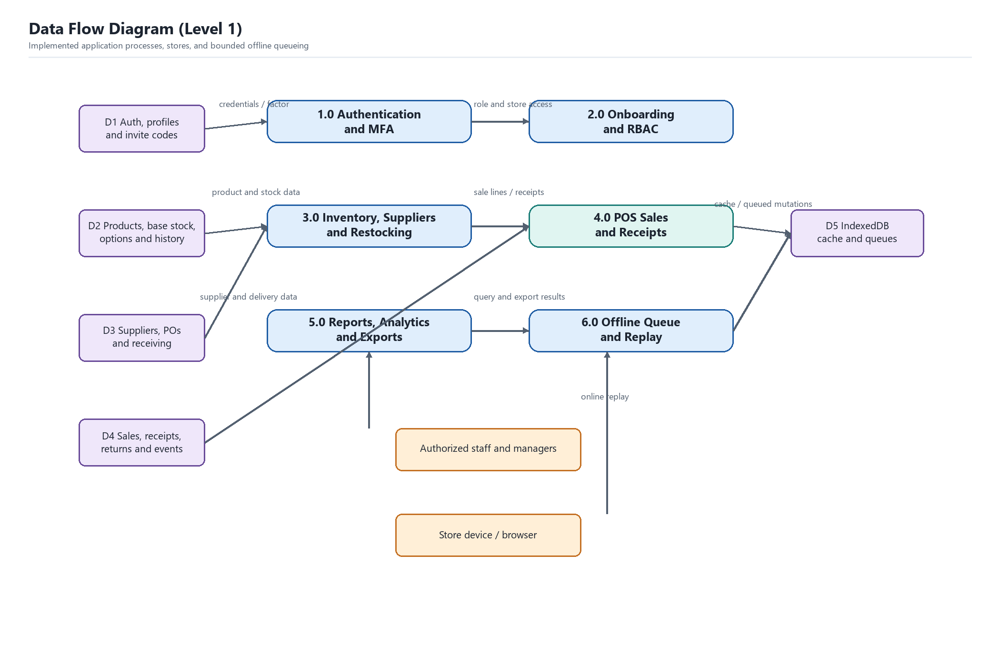 Data Flow Diagram (Level 1)
Implemented application processes, stores, and bounded offline queueing
credentials / factor
role and store access
D1 Auth, profiles
and invite codes
1.0 Authentication
and MFA
2.0 Onboarding
and RBAC
product and stock data
sale lines / receipts
cache / queued mutations
D2 Products, base stock,
options and history
3.0 Inventory, Suppliers
and Restocking
4.0 POS Sales
and Receipts
D5 IndexedDB
cache and queues
supplier and delivery data
query and export results
D3 Suppliers, POs
and receiving
5.0 Reports, Analytics
and Exports
6.0 Offline Queue
and Replay
online replay
D4 Sales, receipts,
returns and events
Authorized staff and managers
Store device / browser